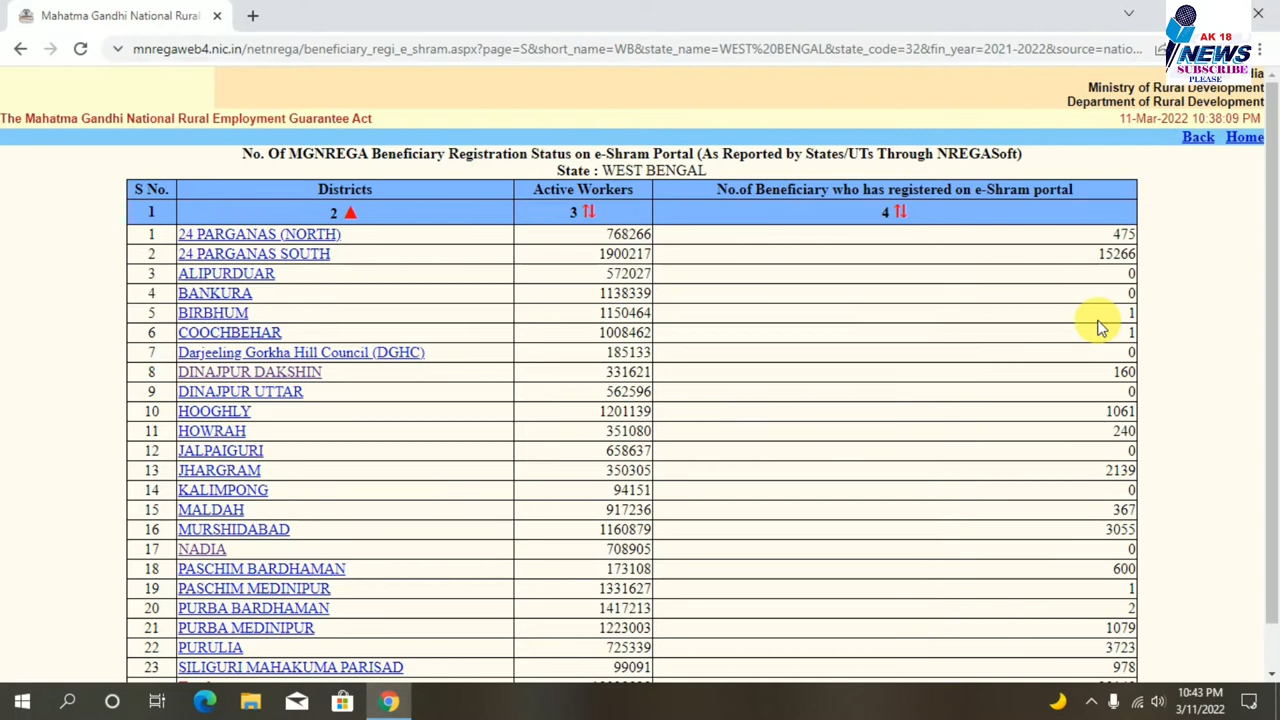 Mahatma Gandhi National Rural
mnregaweb4.nic.in/netnrega/beneficiary_regi_e_shram.aspx?page=S&short_name=WB&state_name=WEST%20BENGAL&state_code=32&fin_year=2021-2022&source=natio...
AK 18
NEWS
SUBSCRIBE
PLEASE
Ministry of Rural Development
Department of Rural Development
The Mahatma Gandhi National Rural Employment Guarantee Act 11-Mar-2022 10:38:09 PM
Back Home
No. Of MGNREGA Beneficiary Registration Status on e-Shram Portal (As Reported by States/UTs Through NREGASoft)
State : WEST BENGAL
S No. Districts Active Workers No.of Beneficiary who has registered on e-Shram portal
1 2 3 4
1 24 PARGANAS (NORTH) 768266 475
2 24 PARGANAS SOUTH 1900217 15266
3 ALIPURDUAR 572027 0
4 BANKURA 1138339 0
5 BIRBHUM 1150464 1
6 COOCHBEHAR 1008462 1
7 Darjeeling Gorkha Hill Council (DGHC) 185133 0
8 DINAJPUR DAKSHIN 331621 160
9 DINAJPUR UTTAR 562596 0
10 HOOGHLY 1201139 1061
11 HOWRAH 351080 240
12 JALPAIGURI 658637 0
13 JHARGRAM 350305 2139
14 KALIMPONG 94151 0
15 MALDAH 917236 367
16 MURSHIDABAD 1160879 3055
17 NADIA 708905 0
18 PASCHIM BARDHAMAN 173108 600
19 PASCHIM MEDINIPUR 1331627 1
20 PURBA BARDHAMAN 1417213 2
21 PURBA MEDINIPUR 1223003 1079
22 PURULIA 725339 3723
23 SILIGURI MAHAKUMA PARISAD 99091 978
10:43 PM
3/11/2022